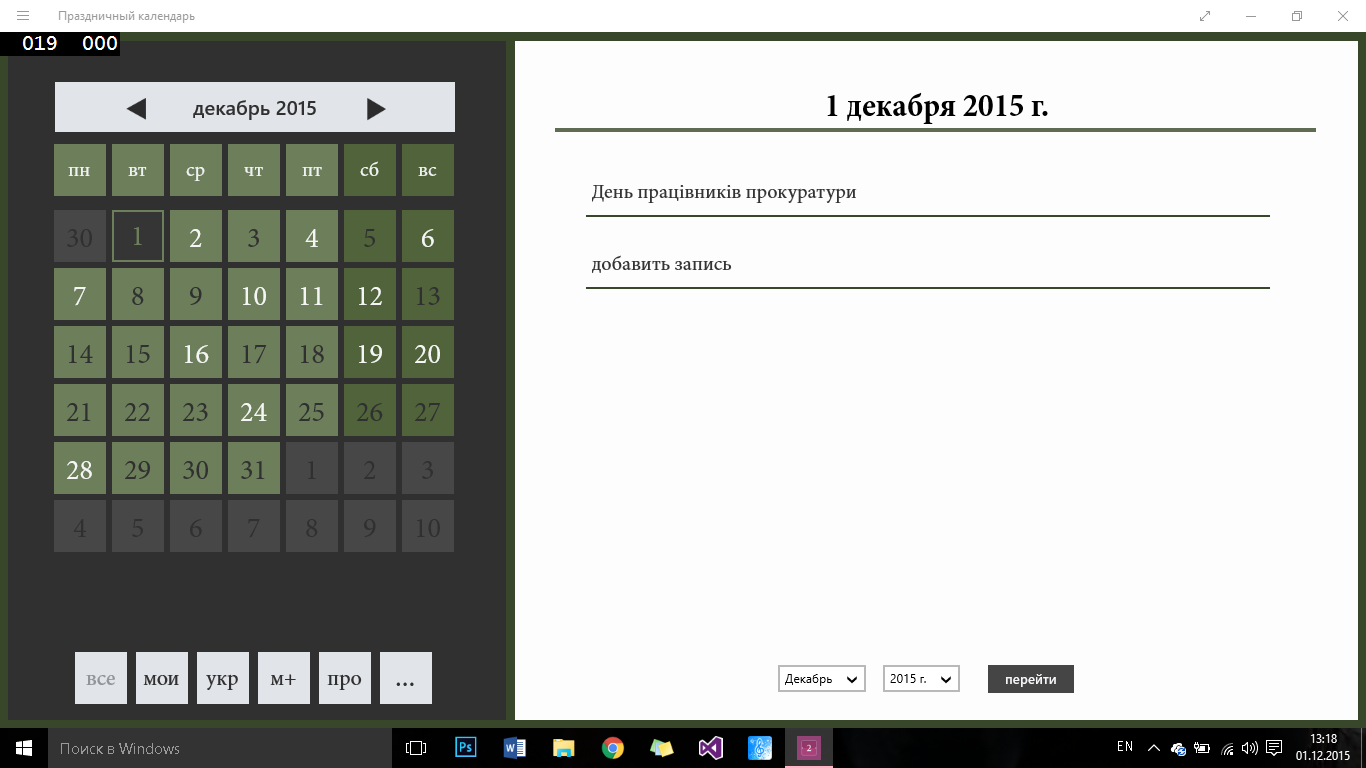 Праздничный календарь
019 000
декабрь 2015
пн вт ср чт пт сб вс
30 1 2 3 4 5 6
7 8 9 10 11 12 13
14 15 16 17 18 19 20
21 22 23 24 25 26 27
28 29 30 31 1 2 3
4 5 6 7 8 9 10
все мои укр м+ про ...
1 декабря 2015 г.
День працівників прокуратури
добавить запись
Декабрь 2015 г. перейти
Поиск в Windows
Ps
W
2
EN
13:18
01.12.2015